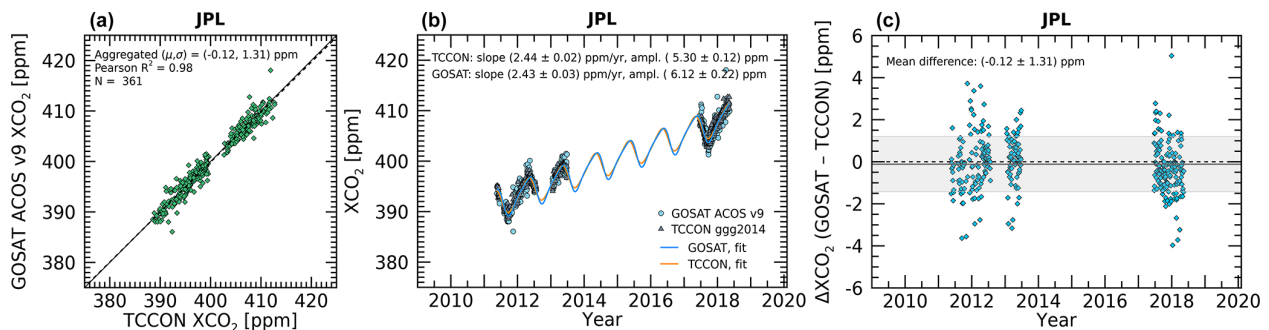 (a) JPL
Aggregated (μ,σ) = (-0.12, 1.31) ppm
Pearson R² = 0.98
N = 361
GOSAT ACOS v9 XCO₂ [ppm]
420
410
400
390
380
380 390 400 410 420
TCCON XCO₂ [ppm]
(b) JPL
TCCON: slope (2.44 ± 0.02) ppm/yr, ampl. ( 5.30 ± 0.12) ppm
GOSAT: slope (2.43 ± 0.03) ppm/yr, ampl. ( 6.12 ± 0.22) ppm
XCO₂ [ppm]
420
410
400
390
380
GOSAT ACOS v9
TCCON ggg2014
GOSAT, fit
TCCON, fit
2010 2012 2014 2016 2018 2020
Year
(c) JPL
Mean difference: (-0.12 ± 1.31) ppm
ΔXCO₂ (GOSAT − TCCON) [ppm]
6
4
2
0
-2
-4
-6
2010 2012 2014 2016 2018 2020
Year